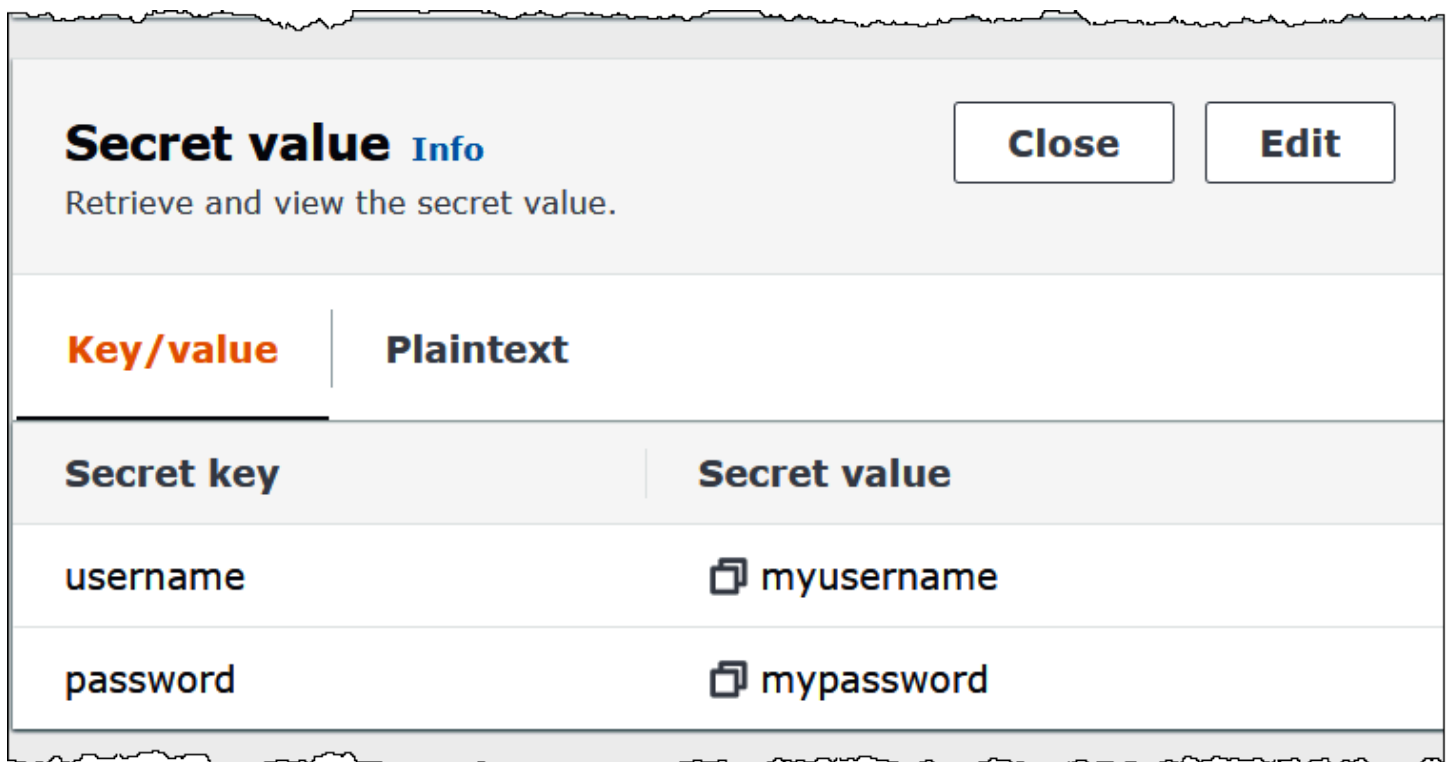 Secret value Info
Close
Edit
Retrieve and view the secret value.
Key/value
Plaintext
Secret key
Secret value
username
myusername
password
mypassword